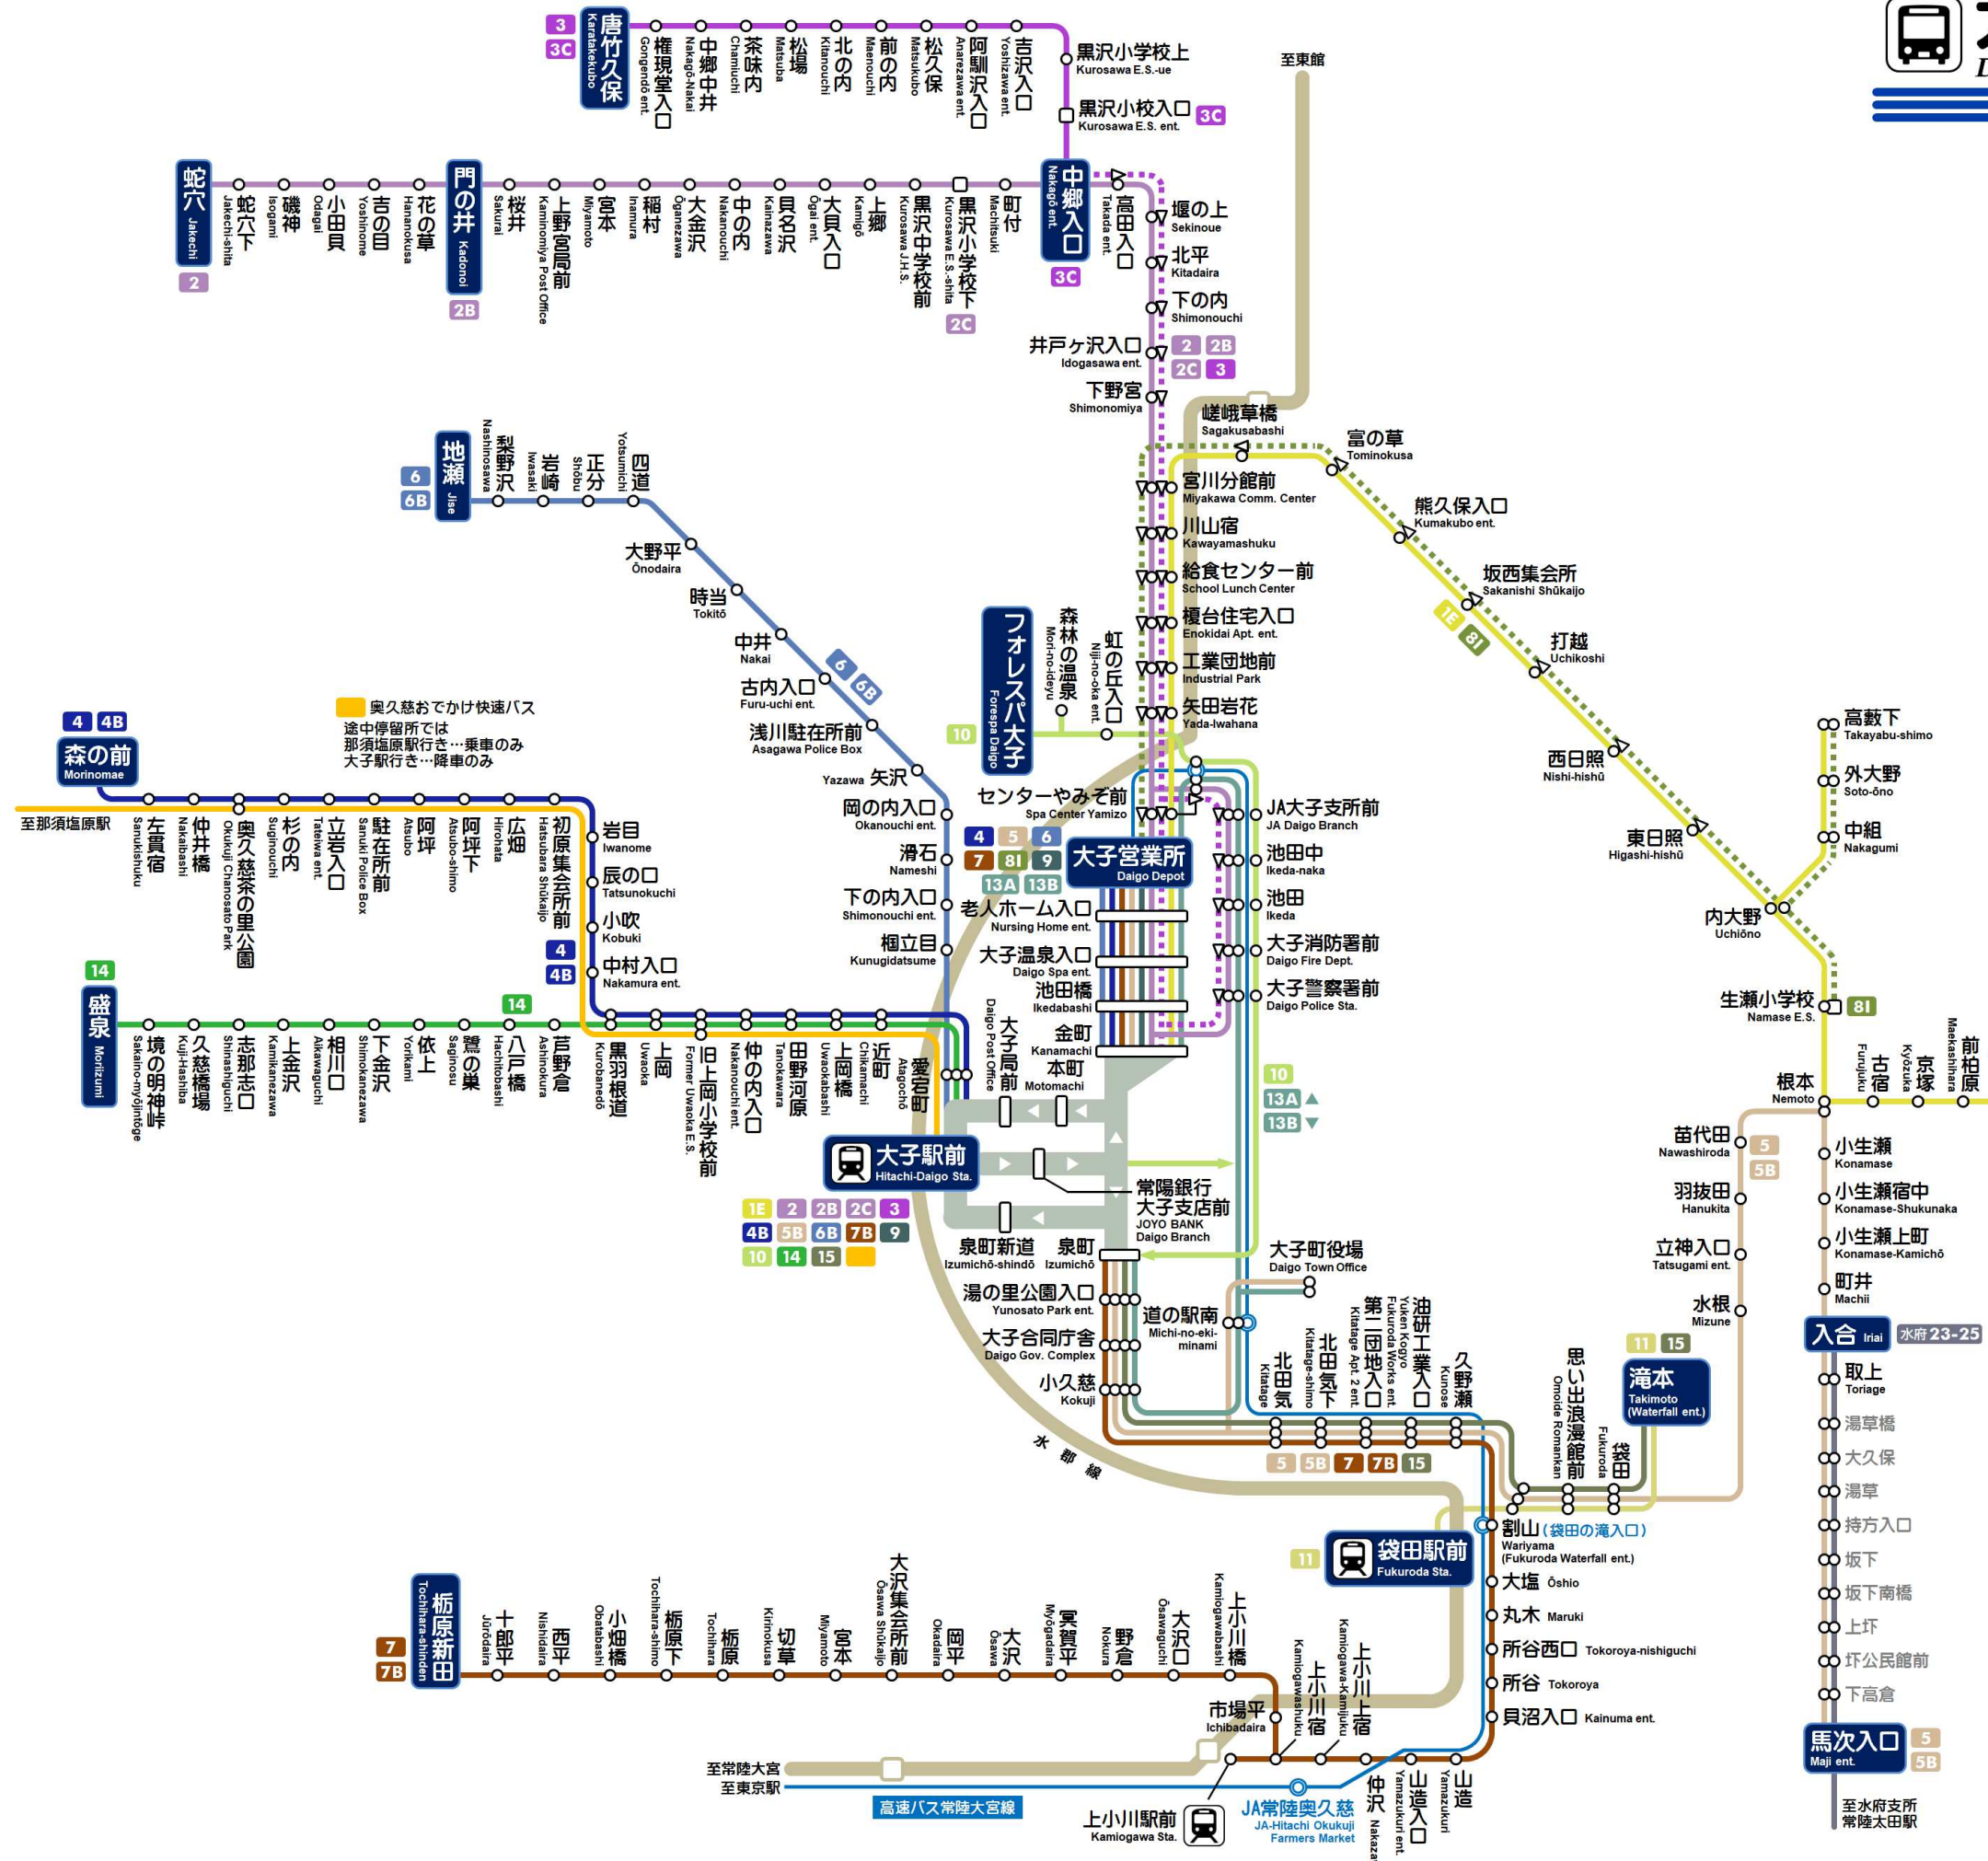 3
3C
唐竹久保
Karatakekubo
権現堂入口
Gongendō ent.
中郷中井
Nakagō-Nakai
茶味内
Chamiuchi
松場
Matsuba
北の内
Kitanouchi
前の内
Maenouchi
松久保
Matsukubo
阿馴沢入口
Anarezawa ent.
吉沢入口
Yoshizawa ent.
黒沢小学校上
Kurosawa E.S.-ue
黒沢小校入口 3C
Kurosawa E.S. ent.
至東館
蛇穴
Jakechi
2
蛇穴下
Jakechi-shita
磯神
Isogami
小田貝
Odagai
吉の目
Yoshinome
花の草
Hananokusa
門の井
Kadonoi
2B
桜井
Sakurai
上野宮局前
Kaminomiya Post Office
宮本
Miyamoto
稲村
Inamura
大金沢
Ōganezawa
中の内
Nakanouchi
貝名沢
Kainazawa
大貝入口
Ōgai ent.
上郷
Kamigō
黒沢中学校前
Kurosawa J.H.S.
黒沢小学校下
Kurosawa E.S.-shita
2C
町付
Machitsuki
中郷入口
Nakagō ent.
3C
高田入口
Takada ent.
堰の上
Sekinoue
北平
Kitadaira
下の内
Shimonouchi
井戸ヶ沢入口
Idogasawa ent.
2 2B
2C 3
下野宮
Shimonomiya
嵯峨草橋
Sagakusabashi
富の草
Tominokusa
熊久保入口
Kumakubo ent.
坂西集会所
Sakanishi Shūkaijo
1E 8I
打越
Uchikoshi
西日照
Nishi-hishū
東日照
Higashi-hishū
内大野
Uchiōno
高藪下
Takayabu-shimo
外大野
Soto-ōno
中組
Nakagumi
生瀬小学校
Namase E.S.
8I
根本
Nemoto
古宿
Furujuku
京塚
Kyōzuka
前柏原
Maekashihara
宮川分館前
Miyakawa Comm. Center
川山宿
Kawayamashuku
給食センター前
School Lunch Center
榎台住宅入口
Enokidai Apt. ent.
工業団地前
Industrial Park
矢田岩花
Yada-Iwahana
6
6B
地瀬
Jise
梨野沢
Nashinosawa
岩崎
Iwasaki
正分
Shōbu
四道
Yotsumichi
大野平
Ōnodaira
時当
Tokitō
中井
Nakai
6 6B
古内入口
Furu-uchi ent.
浅川駐在所前
Asagawa Police Box
Yazawa 矢沢
岡の内入口
Okanouchi ent.
滑石
Nameshi
下の内入口
Shimonouchi ent.
椢立目
Kunugidatsume
10
フォレスパ大子
Forespa Daigo
森林の温泉
Mori-no-ideyu
虹の丘入口
Niji-no-oka ent.
センターやみぞ前
Spa Center Yamizo
4 5 6
7 8I 9
13A 13B
大子営業所
Daigo Depot
老人ホーム入口
Nursing Home ent.
大子温泉入口
Daigo Spa ent.
池田橋
Ikedabashi
金町
Kanamachi
本町
Motomachi
大子局前
Daigo Post Office
JA大子支所前
JA Daigo Branch
池田中
Ikeda-naka
池田
Ikeda
大子消防署前
Daigo Fire Dept.
大子警察署前
Daigo Police Sta.
10
13A ▲
13B ▼
奥久慈おでかけ快速バス
途中停留所では
那須塩原駅行き…乗車のみ
大子駅行き…降車のみ
4 4B
森の前
Morinomae
至那須塩原駅
左貫宿
Sanukishuku
仲井橋
Nakaibashi
奥久慈茶の里公園
Okukuji Chanosato Park
杉の内
Suginouchi
立岩入口
Tateiwa ent.
駐在所前
Sanuki Police Box
阿坪
Atsubo
阿坪下
Atsubo-shimo
広畑
Hirohata
初原集会所前
Hatsubara Shūkaijo
岩目
Iwanome
辰の口
Tatsunokuchi
小吹
Kobuki
4
4B
中村入口
Nakamura ent.
14
盛泉
Moriizumi
境の明神峠
Sakaino-myōjintōge
久慈橋場
Kuji-Hashiba
志那志口
Shinashiguchi
上金沢
Kamikanezawa
相川口
Aikawaguchi
下金沢
Shimokanezawa
依上
Yorikami
鷺の巣
Saginosu
14
八戸橋
Hachitobashi
芦野倉
Ashinokura
黒羽根道
Kurobanedō
上岡
Uwaoka
旧上岡小学校前
Former Uwaoka E.S.
仲の内入口
Nakanouchi ent.
田野河原
Tanokawara
上岡橋
Uwaokabashi
近町
Chikamachi
愛宕町
Atagochō
大子駅前
Hitachi-Daigo Sta.
1E 2 2B 2C 3
4B 5B 6B 7B 9
10 14 15
常陽銀行
大子支店前
JOYO BANK
Daigo Branch
泉町新道
Izumichō-shindō
泉町
Izumichō
湯の里公園入口
Yunosato Park ent.
大子合同庁舎
Daigo Gov. Complex
小久慈
Kokuji
大子町役場
Daigo Town Office
道の駅南
Michi-no-eki-
minami
北田気
Kitatage
北田気下
Kitatage-shimo
第二団地入口
Kitatage Apt. 2 ent.
油研工業入口
Yuken Kogyo
Fukuroda Works ent.
久野瀬
Kunose
5 5B 7 7B 15
水郡線
思い出浪漫館前
Omoide Romankan
袋田
Fukuroda
11 15
滝本
Takimoto
(Waterfall ent.)
苗代田
Nawashiroda
5
5B
羽抜田
Hanukita
立神入口
Tatsugami ent.
水根
Mizune
小生瀬
Konamase
小生瀬宿中
Konamase-Shukunaka
小生瀬上町
Konamase-Kamichō
町井
Machii
入合 Iriai 水府23-25
取上
Toriage
湯草橋
大久保
湯草
持方入口
坂下
坂下南橋
上圷
圷公民館前
下高倉
馬次入口
Maji ent.
5
5B
至水府支所
常陸太田駅
11
袋田駅前
Fukuroda Sta.
割山(袋田の滝入口)
Wariyama
(Fukuroda Waterfall ent.)
大塩 Ōshio
丸木 Maruki
所谷西口 Tokoroya-nishiguchi
所谷 Tokoroya
貝沼入口 Kainuma ent.
7
7B
栃原新田
Tochihara-shinden
十郎平
Jūrōdaira
西平
Nishidaira
小畑橋
Obatabashi
栃原下
Tochihara-shimo
栃原
Tochihara
切草
Kirinokusa
宮本
Miyamoto
大沢集会所前
Ōsawa Shūkaijo
岡平
Okadaira
大沢
Ōsawa
冥賀平
Myōgadaira
野倉
Nokura
大沢口
Ōsawaguchi
上小川橋
Kamiogawabashi
市場平
Ichibadaira
上小川宿
Kamiogawashuku
上小川上宿
Kamiogawa-Kamijuku
至常陸大宮
至東京駅
高速バス常陸大宮線
上小川駅前
Kamiogawa Sta.
JA常陸奥久慈
JA-Hitachi Okukuji
Farmers Market
仲沢
山造入口
Yamazukuri ent.
山造
Yamazukuri